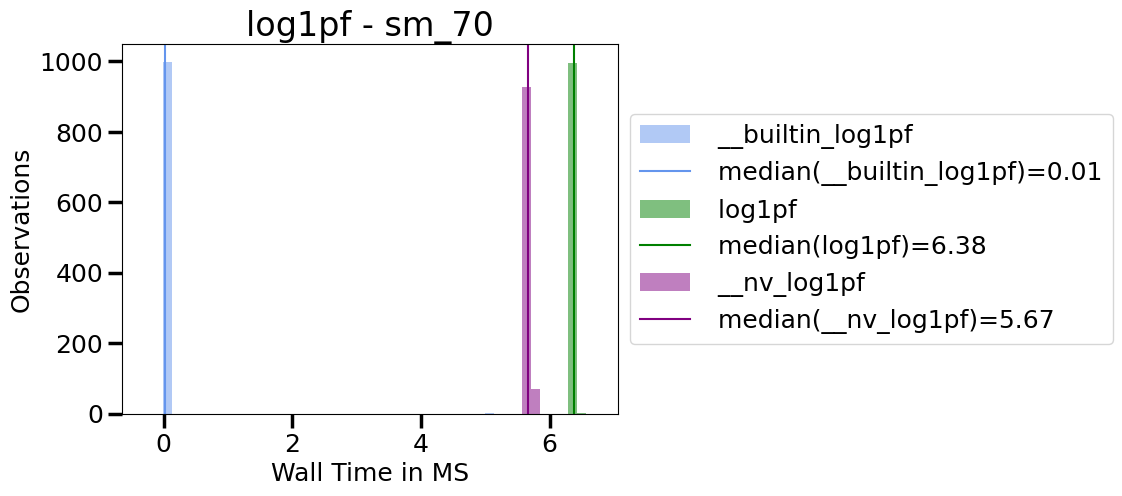 log1pf - sm_70
1000
800
600
400
200
0
Observations
0 2 4 6
Wall Time in MS
__builtin_log1pf
median(__builtin_log1pf)=0.01
log1pf
median(log1pf)=6.38
__nv_log1pf
median(__nv_log1pf)=5.67